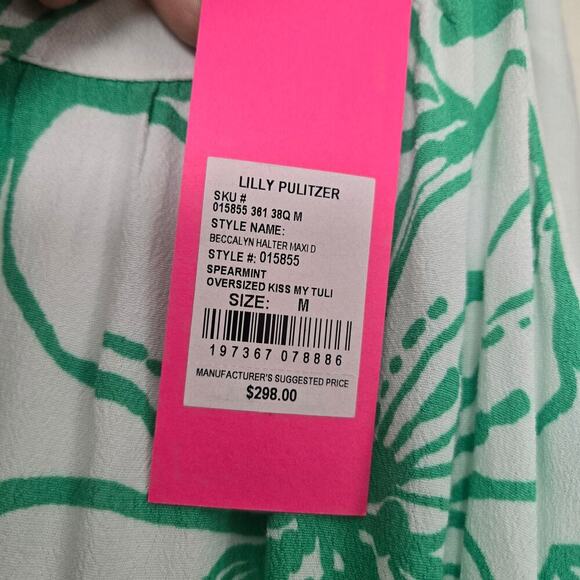 LILLY PULITZER
SKU #
015855 361 38Q M
STYLE NAME:
BECCALYN HALTER MAXI D
STYLE #: 015855
SPEARMINT
OVERSIZED KISS MY TULI
SIZE: M
197367 078886
MANUFACTURER'S SUGGESTED PRICE
$298.00